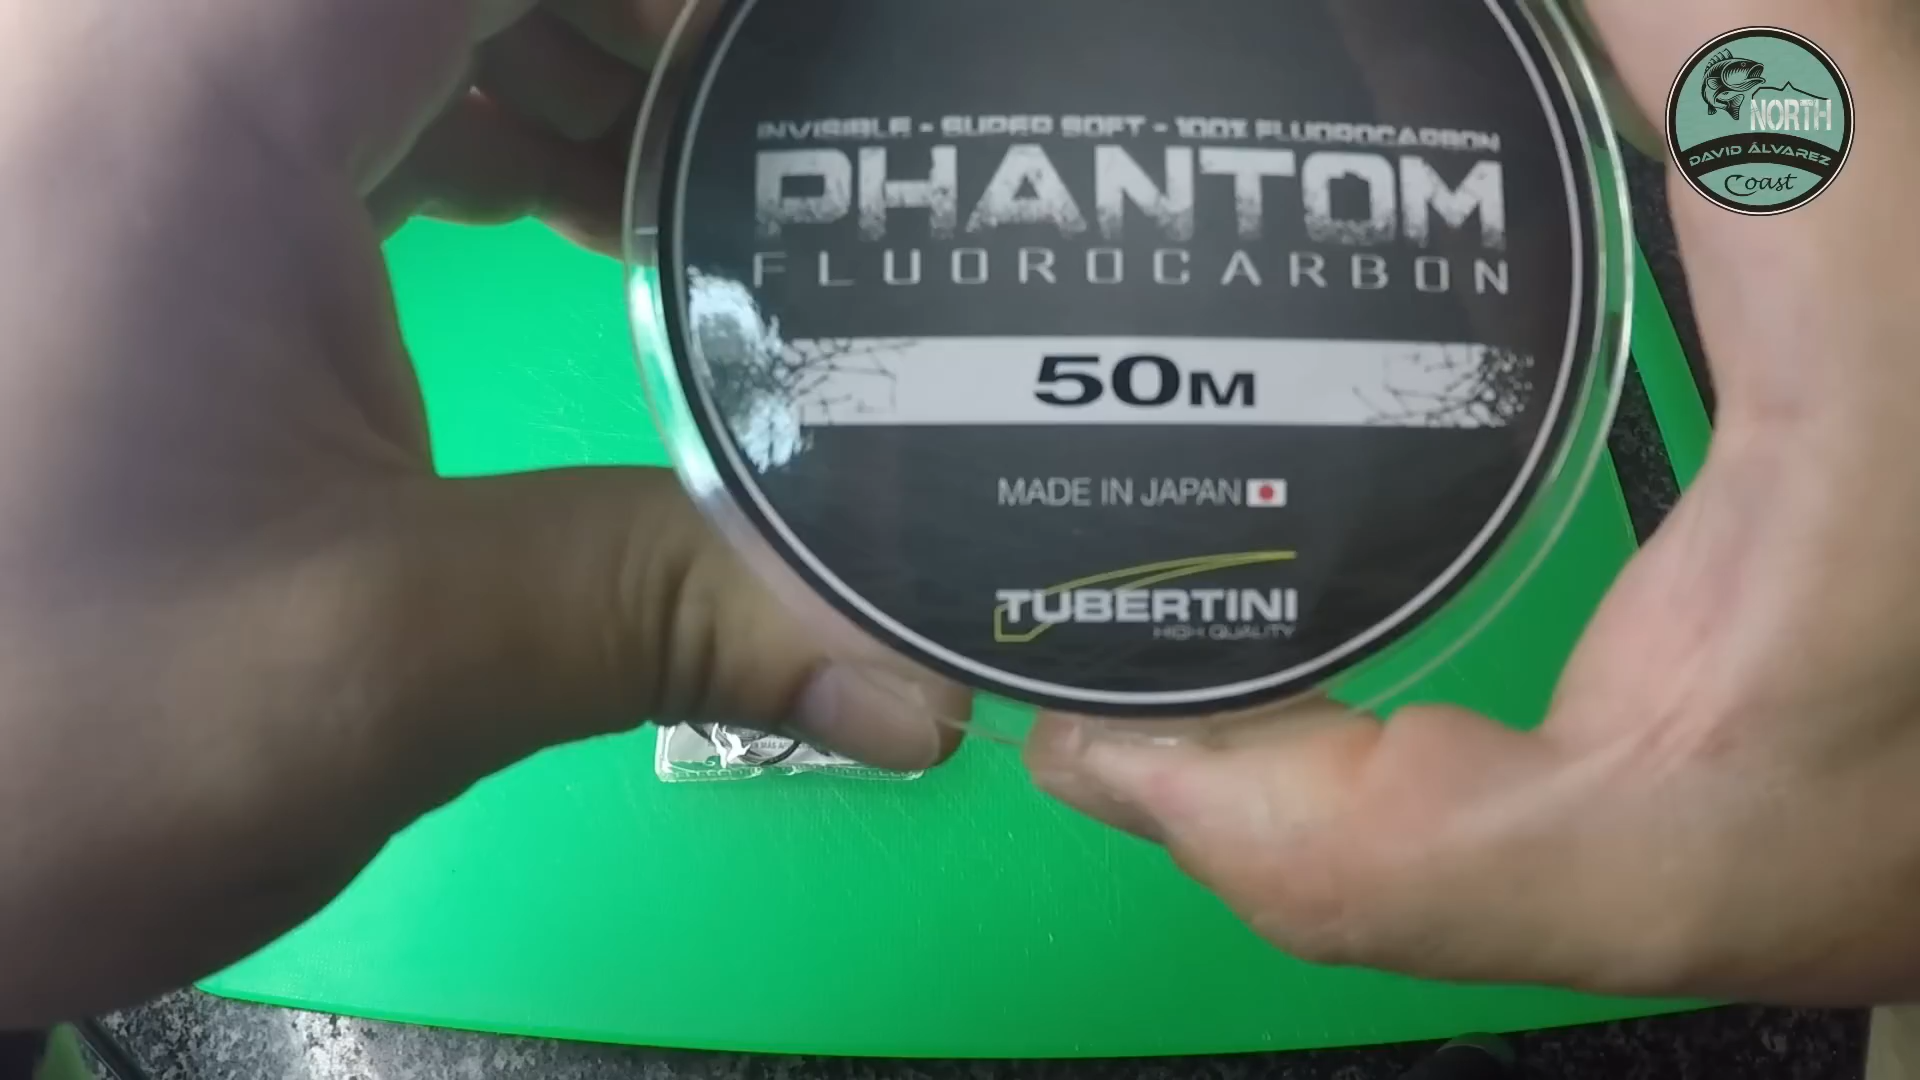 INVISIBLE - SUPER SOFT - 100% FLUOROCARBON
PHANTOM
FLUOROCARBON
50M
MADE IN JAPAN
TUBERTINI
HIGH QUALITY
NORTH
DAVID ÁLVAREZ
Coast